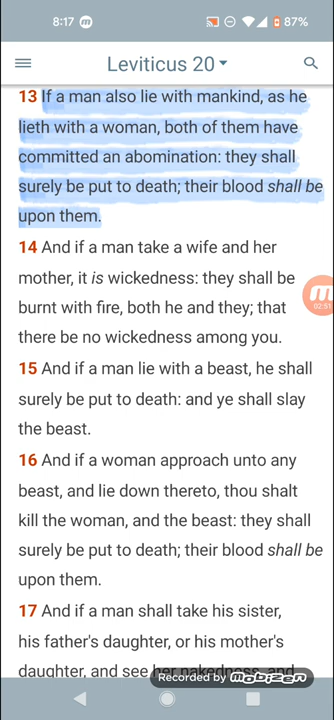 8:17 87%
Leviticus 20
13 If a man also lie with mankind, as he
lieth with a woman, both of them have
committed an abomination: they shall
surely be put to death; their blood shall be
upon them.
14 And if a man take a wife and her
mother, it is wickedness: they shall be
burnt with fire, both he and they; that
there be no wickedness among you.
02:51
15 And if a man lie with a beast, he shall
surely be put to death: and ye shall slay
the beast.
16 And if a woman approach unto any
beast, and lie down thereto, thou shalt
kill the woman, and the beast: they shall
surely be put to death; their blood shall be
upon them.
17 And if a man shall take his sister,
his father's daughter, or his mother's
daughter, and see her nakedness, and
Recorded by mobizen